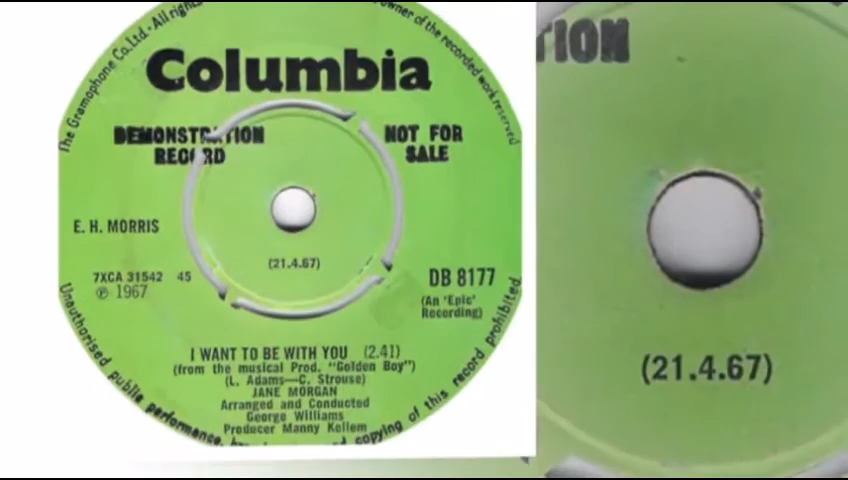 The Gramophone Co. Ltd · All right
owner of the recorded work reserved
Columbia
DEMONSTRATION
RECORD
NOT FOR
SALE
E. H. MORRIS
(21.4.67)
7XCA 31542 45
℗ 1967
DB 8177
(An 'Epic'
Recording)
I WANT TO BE WITH YOU (2.41)
(from the musical Prod. "Golden Boy")
(L. Adams—C. Strouse)
JANE MORGAN
Arranged and Conducted
George Williams
Producer Manny Kellem
Unauthorised public performance,
copying of this record prohibited
TION
(21.4.67)